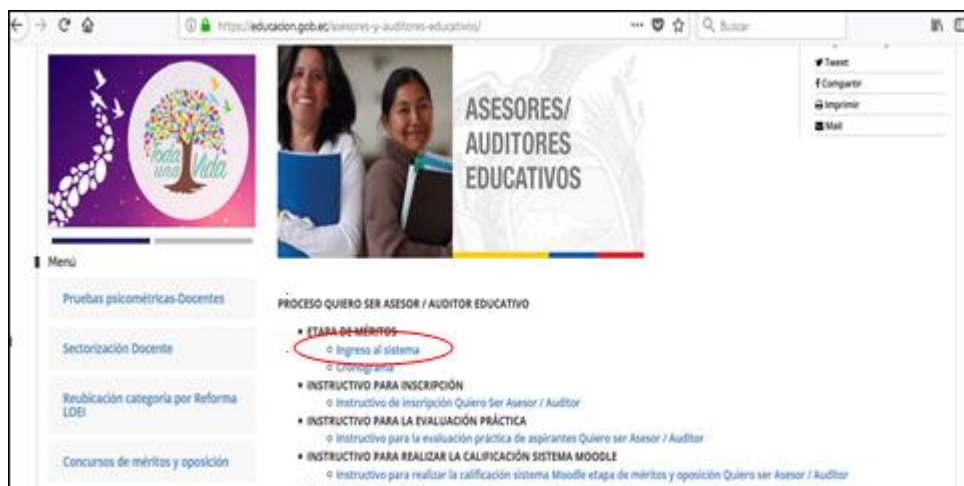 https://educacion.gob.ec/asesores-y-auditores-educativos/
Buscar
Tweet
Compartir
Imprimir
Mail
Toda
una Vida
ASESORES/
AUDITORES
EDUCATIVOS
Menú
Pruebas psicométricas-Docentes
Sectorización Docente
Reubicación categoria por Reforma
LOEI
Concursos de méritos y oposición
PROCESO QUIERO SER ASESOR / AUDITOR EDUCATIVO
ETAPA DE MÉRITOS
Ingreso al sistema
Cronograma
INSTRUCTIVO PARA INSCRIPCIÓN
Instructivo de inscripción Quiero Ser Asesor / Auditor
INSTRUCTIVO PARA LA EVALUACIÓN PRÁCTICA
Instructivo para la evaluación práctica de aspirantes Quiero ser Asesor / Auditor
INSTRUCTIVO PARA REALIZAR LA CALIFICACIÓN SISTEMA MOODLE
Instructivo para realizar la calificación sistema Moodle etapa de méritos y oposición Quiero ser Asesor / Auditor